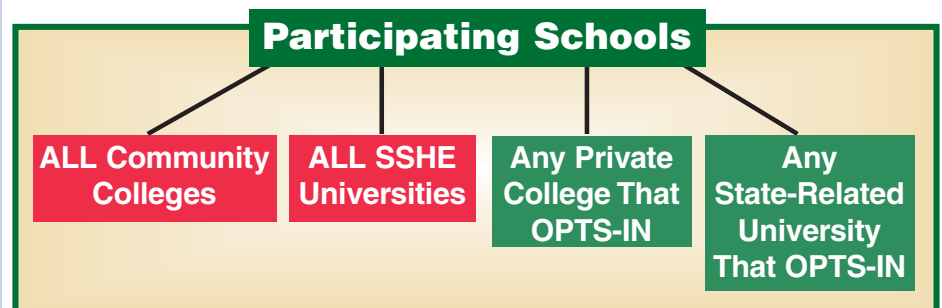 Participating Schools
ALL Community
Colleges
ALL SSHE
Universities
Any Private
College That
OPTS-IN
Any
State-Related
University
That OPTS-IN